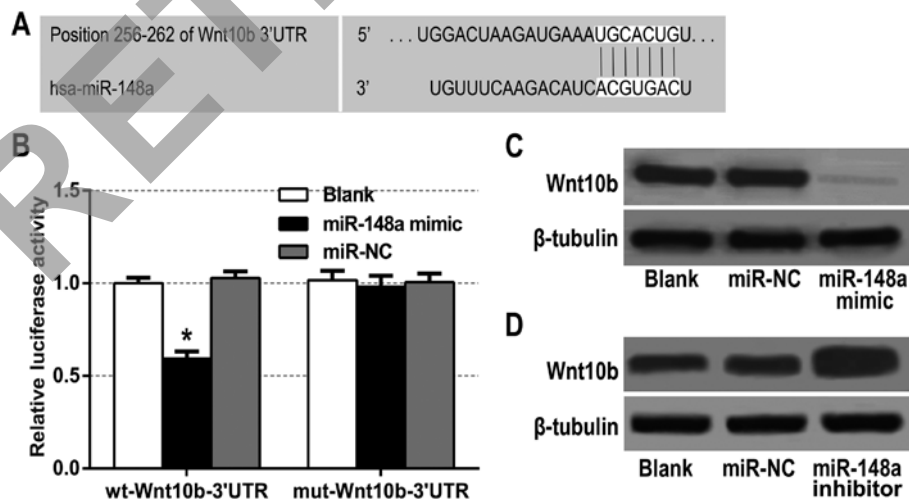 A
Position 256-262 of Wnt10b 3'UTR
5' ...UGGACUAAGAUGAAAUGCACUGU...
hsa-miR-148a
3' UGUUUCAAGACAUCACGUGACU
B
Relative luciferase activity
1.5
1.0
0.5
0.0
Blank
miR-148a mimic
miR-NC
*
wt-Wnt10b-3'UTR
mut-Wnt10b-3'UTR
C
Wnt10b
β-tubulin
Blank
miR-NC
miR-148a
mimic
D
Wnt10b
β-tubulin
Blank
miR-NC
miR-148a
inhibitor
RET